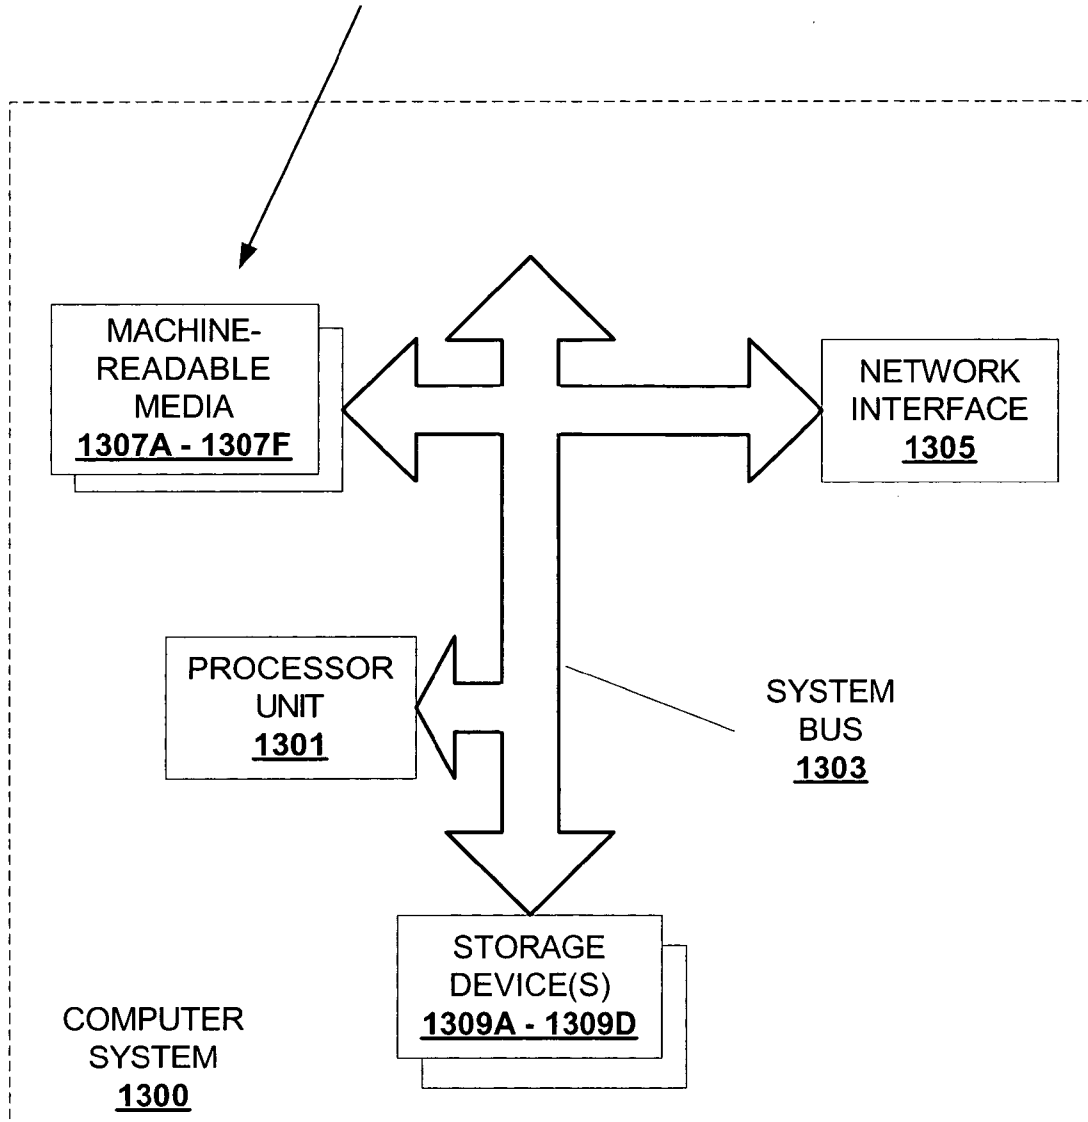 MACHINE-
READABLE
MEDIA
1307A - 1307F
NETWORK
INTERFACE
1305
PROCESSOR
UNIT
1301
SYSTEM
BUS
1303
STORAGE
DEVICE(S)
1309A - 1309D
COMPUTER
SYSTEM
1300